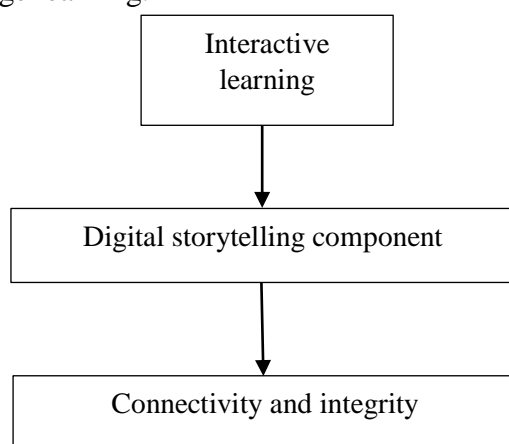 Interactive
learning
Digital storytelling component
Connectivity and integrity